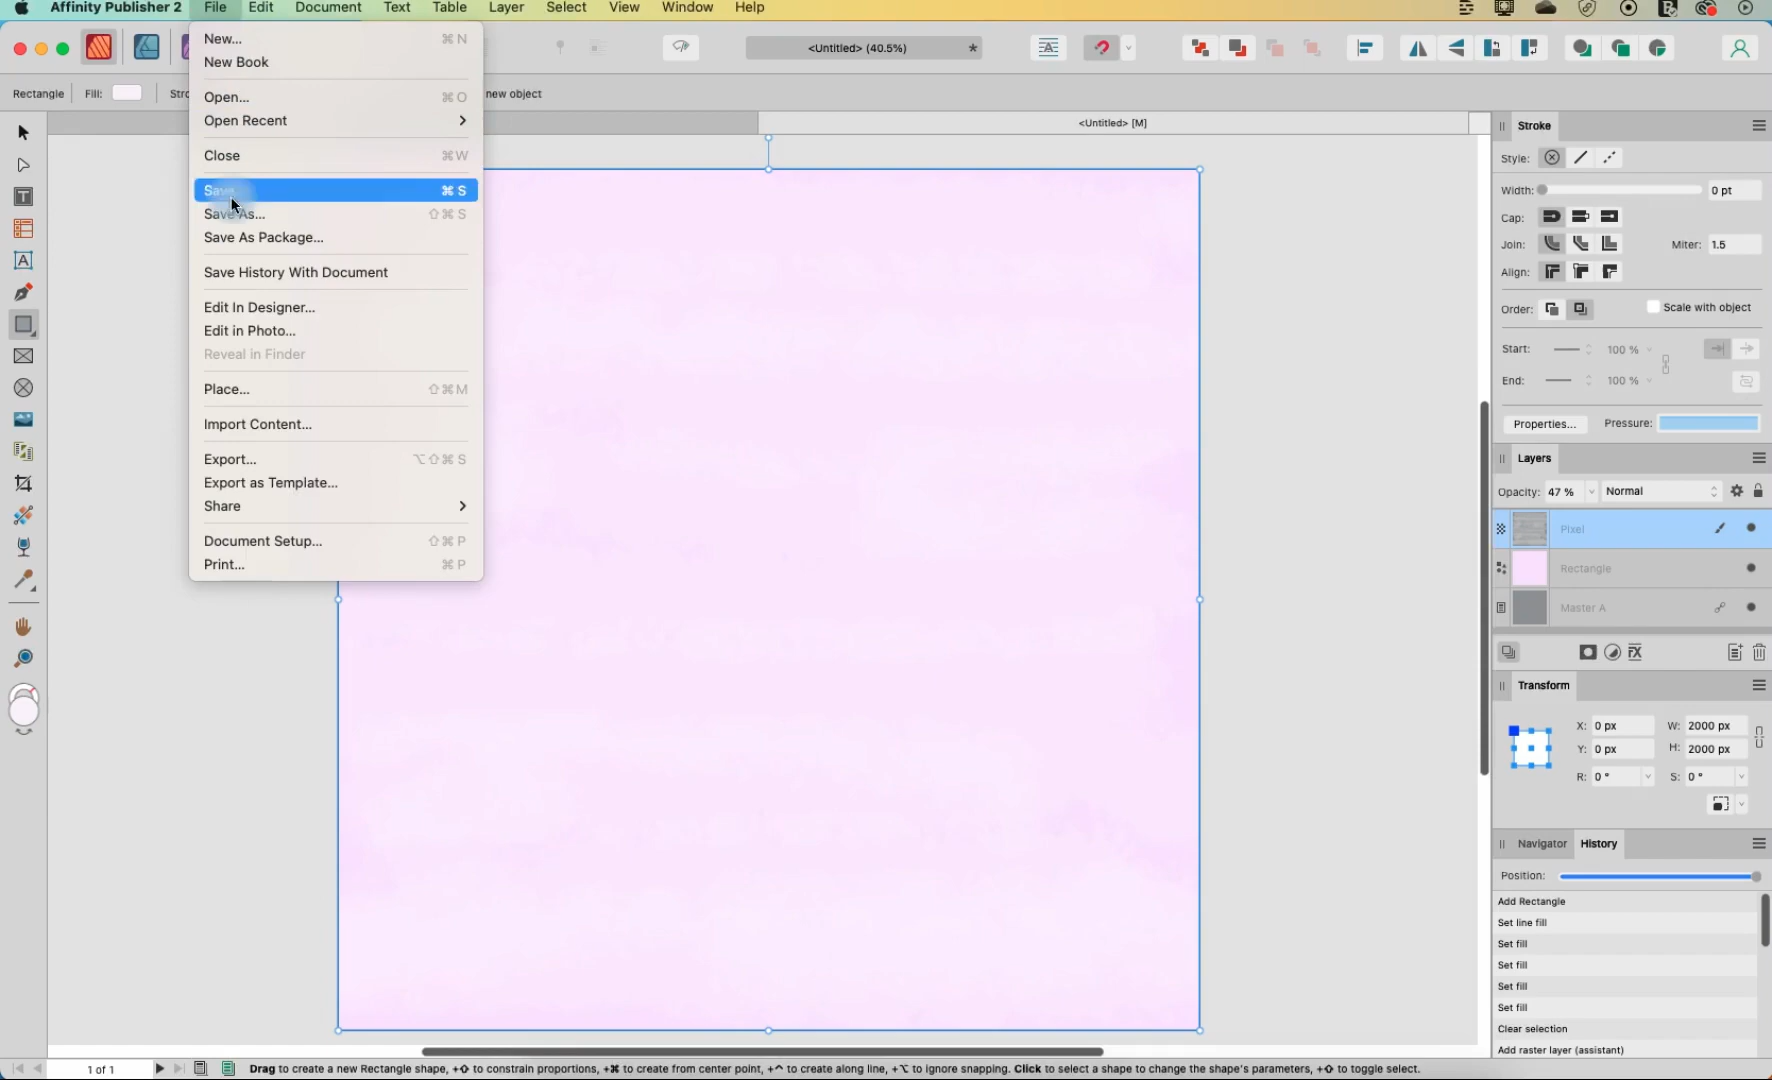 Affinity Publisher 2 File Edit Document Text Table Layer Select View Window Help
<Untitled> (40.5%) *
Rectangle Fill: new object
<Untitled> [M]
New... ⌘ N
New Book
Open... ⌘ O
Open Recent >
Close ⌘ W
Save... ⌘ S
Save As... ⇧ ⌘ S
Save As Package...
Save History With Document
Edit In Designer...
Edit in Photo...
Reveal in Finder
Place... ⇧ ⌘ M
Import Content...
Export... ⌥ ⇧ ⌘ S
Export as Template...
Share >
Document Setup... ⇧ ⌘ P
Print... ⌘ P
Stroke
Style:
Width: 0 pt
Cap:
Join: Miter: 1.5
Align:
Order: Scale with object
Start: 100 %
End: 100 %
Properties... Pressure:
Layers
Opacity: 47 % Normal
Pixel
Rectangle
Master A
Transform
X: 0 px W: 2000 px
Y: 0 px H: 2000 px
R: 0 ° S: 0 °
Navigator History
Position:
Add Rectangle
Set line fill
Set fill
Set fill
Set fill
Set fill
Clear selection
Add raster layer (assistant)
1 of 1 Drag to create a new Rectangle shape, +⇧ to constrain proportions, +⌘ to create from center point, +^ to create along line, +⌥ to ignore snapping. Click to select a shape to change the shape's parameters, +⇧ to toggle select.